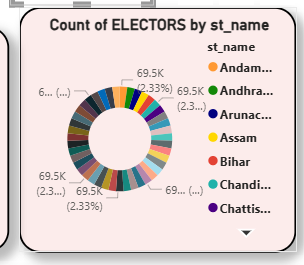 Count of ELECTORS by st_name
st_name
Andam...
Andhra...
Arunac...
Assam
Bihar
Chandi...
Chattis...
69.5K
(2.33%)
69.5K
(2.3...)
69... (...)
69.5K
(2.33%)
69.5K
(2.3...)
6... (...)